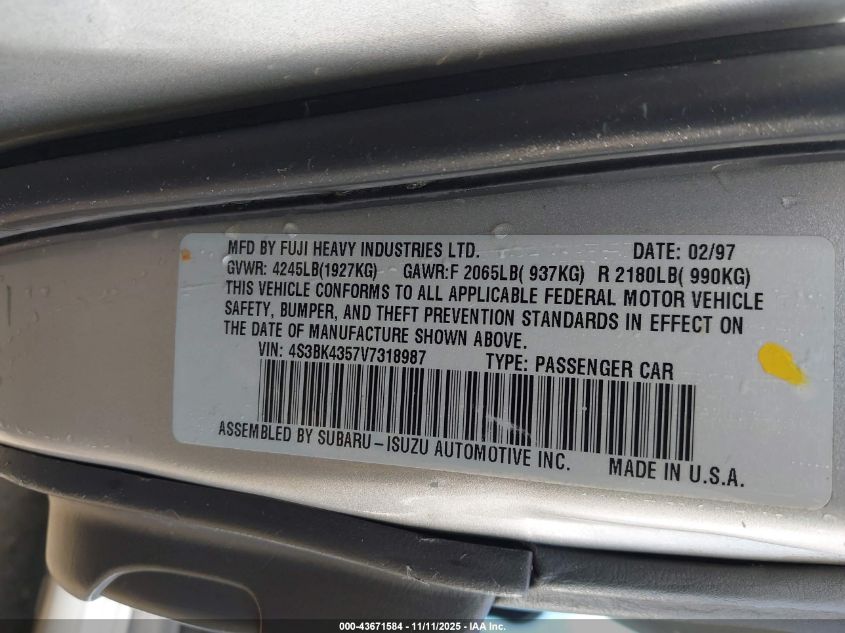 MFD BY FUJI HEAVY INDUSTRIES LTD. DATE: 02/97
GVWR: 4245LB(1927KG) GAWR:F 2065LB( 937KG) R 2180LB( 990KG)
THIS VEHICLE CONFORMS TO ALL APPLICABLE FEDERAL MOTOR VEHICLE
SAFETY, BUMPER, AND THEFT PREVENTION STANDARDS IN EFFECT ON
THE DATE OF MANUFACTURE SHOWN ABOVE.
VIN: 4S3BK4357V7318987 TYPE: PASSENGER CAR
ASSEMBLED BY SUBARU-ISUZU AUTOMOTIVE INC. MADE IN U.S.A.
000-43671584 - 11/11/2025 - IAA Inc.